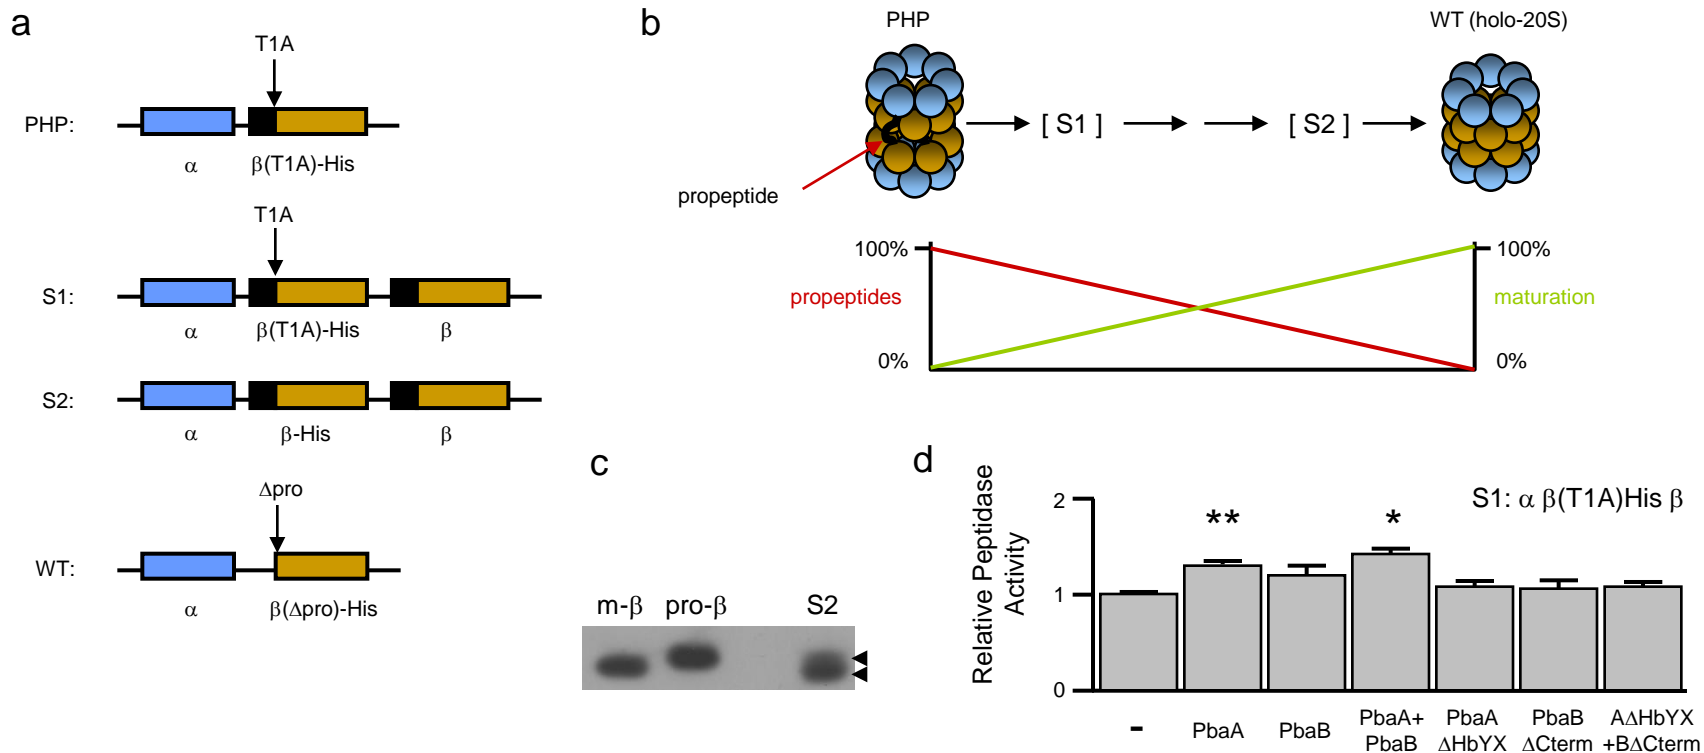 a
T1A
PHP:
α
β(T1A)-His
T1A
S1:
α
β(T1A)-His
β
S2:
α
β-His
β
Δpro
WT:
α
β(Δpro)-His
b
PHP
WT (holo-20S)
[ S1 ]
[ S2 ]
propeptide
100%
100%
propeptides
maturation
0%
0%
c
m-β
pro-β
S2
d
S1: α β(T1A)His β
Relative Peptidase
Activity
2
1
0
**
*
-
PbaA
PbaB
PbaA+
PbaB
PbaA
ΔHbYX
PbaB
ΔCterm
AΔHbYX
+BΔCterm